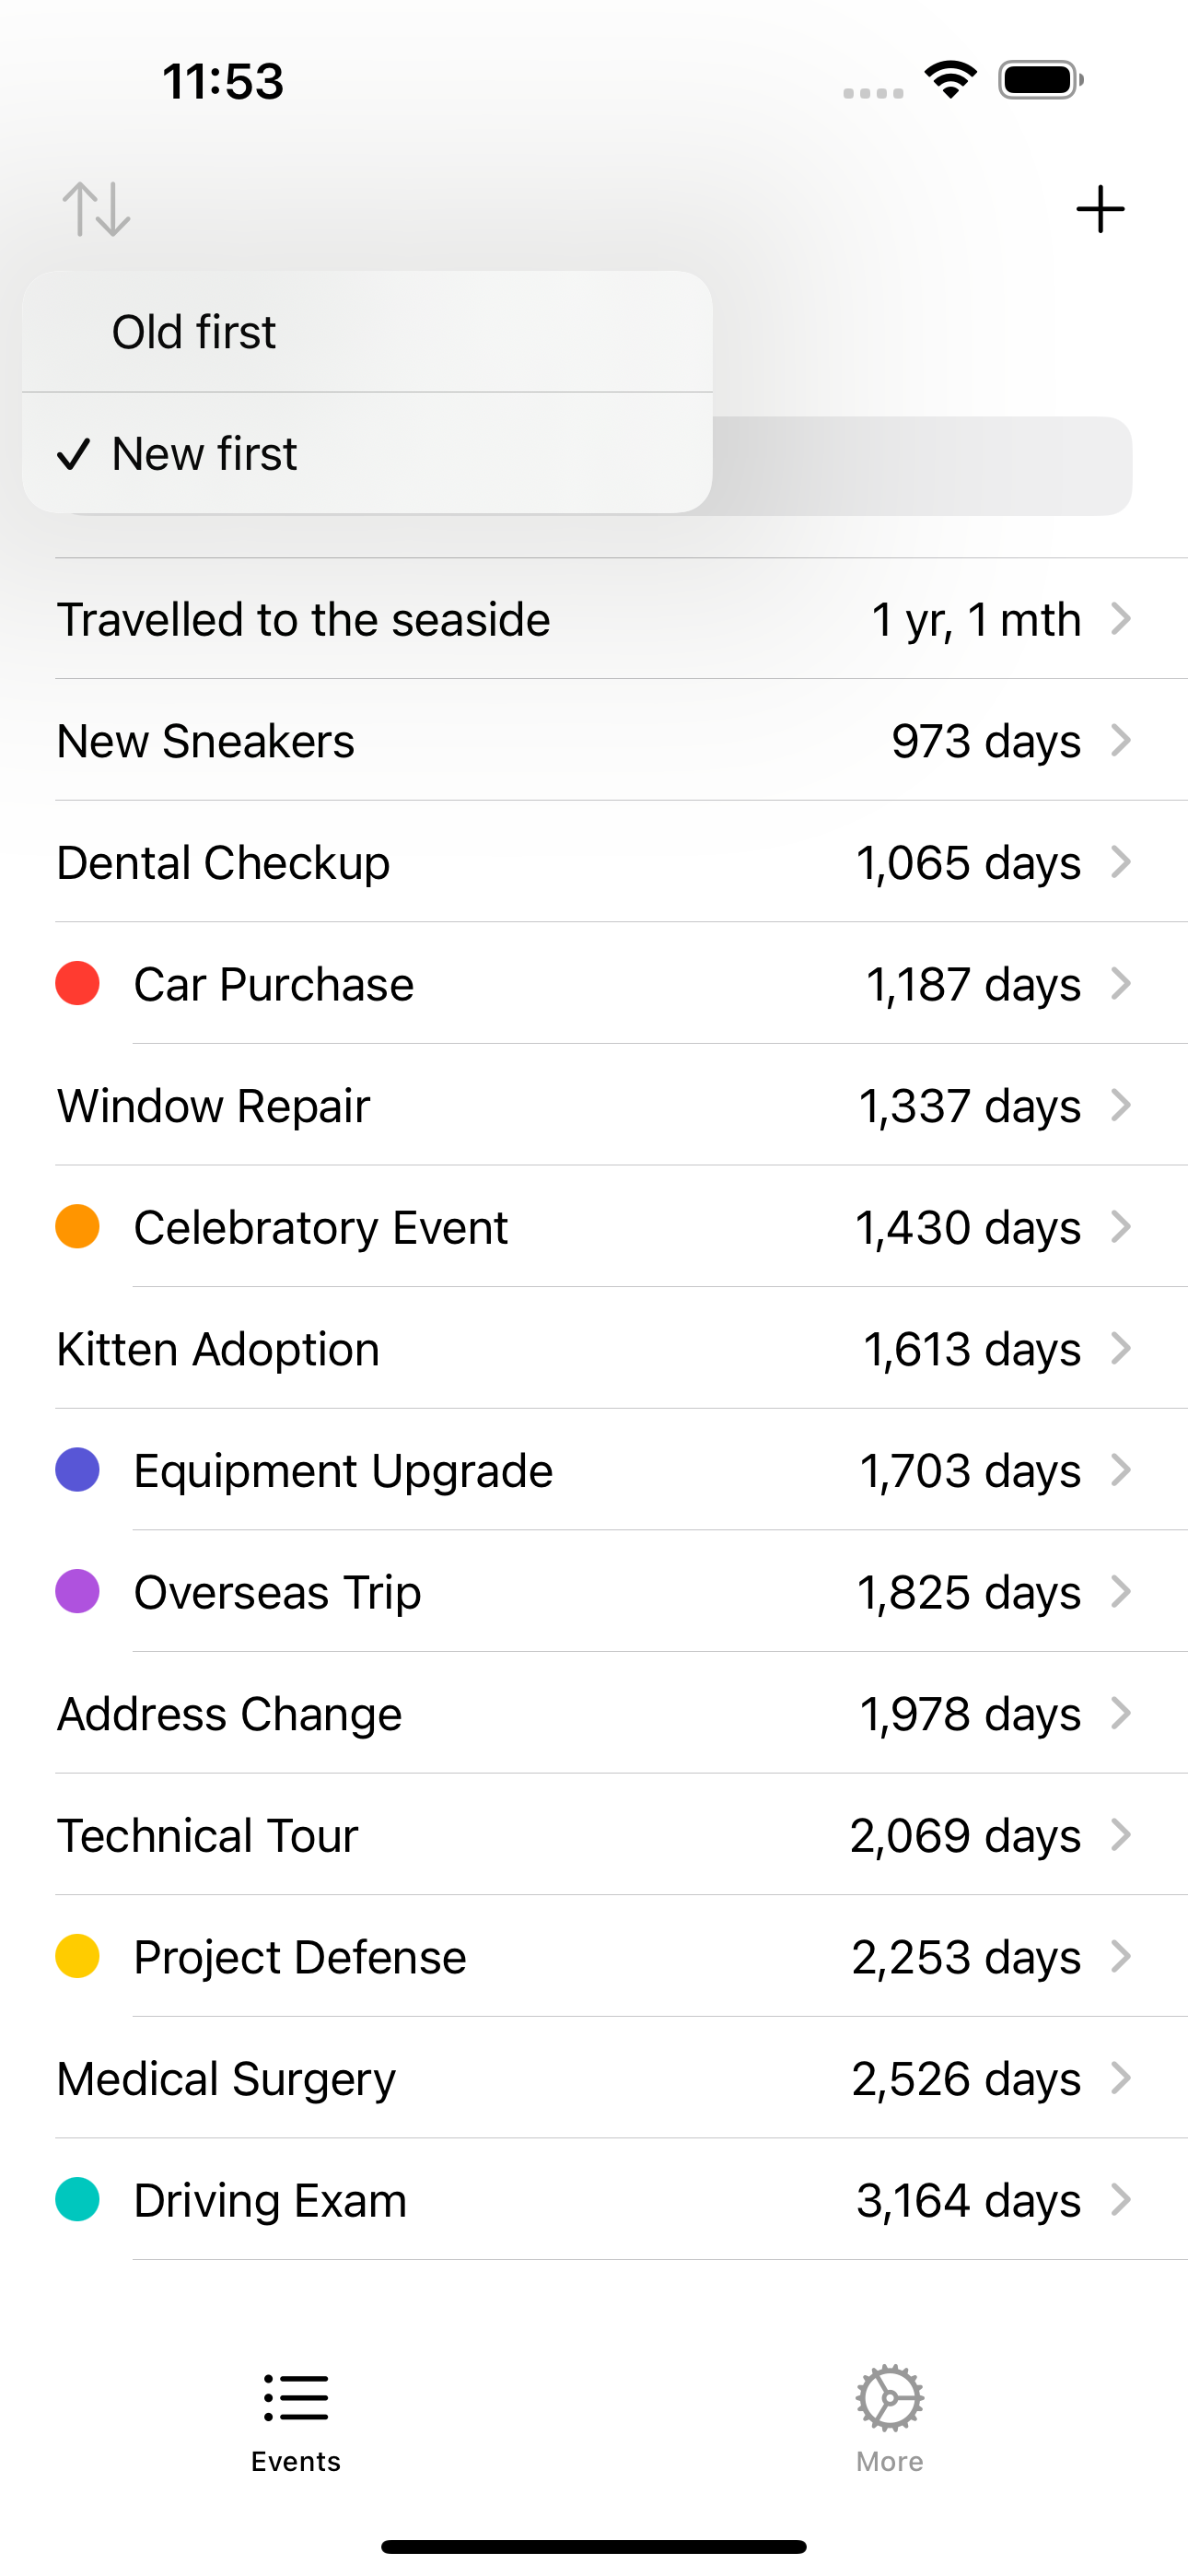 11:53
Old first
New first
Travelled to the seaside 1 yr, 1 mth
New Sneakers 973 days
Dental Checkup 1,065 days
Car Purchase 1,187 days
Window Repair 1,337 days
Celebratory Event 1,430 days
Kitten Adoption 1,613 days
Equipment Upgrade 1,703 days
Overseas Trip 1,825 days
Address Change 1,978 days
Technical Tour 2,069 days
Project Defense 2,253 days
Medical Surgery 2,526 days
Driving Exam 3,164 days
Events More